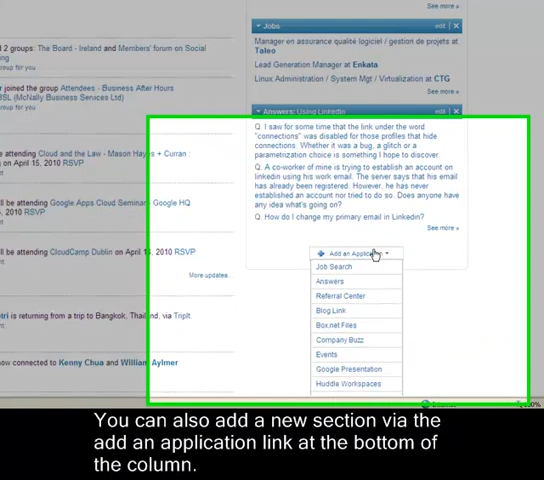 See more »
Jobs edit
2 groups: The Board - Ireland and Members' forum on Social
Manager en assurance qualité logiciel / gestion de projets at
Taleo
group for you
Lead Generation Manager at Enkata
joined the group Attendees - Business After Hours
Linux Administration / System Mgt / Virtualization at CTG
BSL (McNally Business Services Ltd)
See more »
group for you
Answers: Using LinkedIn edit
Q. I saw for some time that the link under the word
"connections" was disabled for those profiles that hide
connections. Whether it was a bug, a glitch or a
parametrization choice is something I hope to discover.
be attending Cloud and the Law - Mason Hayes + Curran :
on April 15, 2010 RSVP
Q. A co-worker of mine is trying to establish an account on
linkedin using his work email. The server says that his email
has already been registered. However, he has never
established an account nor tried to do so. Does anyone have
any idea what's going on?
be attending Google Apps Cloud Seminar- Google HQ
RSVP
Q. How do I change my primary email in LinkedIn?
See more »
be attending CloudCamp Dublin on April RSVP
Add an Application
More updates...
Job Search
Answers
Referral Center
Blog Link
is returning from a trip to Bangkok, Thailand, via TripIt
Box.net Files
Company Buzz
Events
now connected to Kenny Chua and William Aylmer
Google Presentation
Huddle Workspaces
You can also add a new section via the
add an application link at the bottom of
the column.